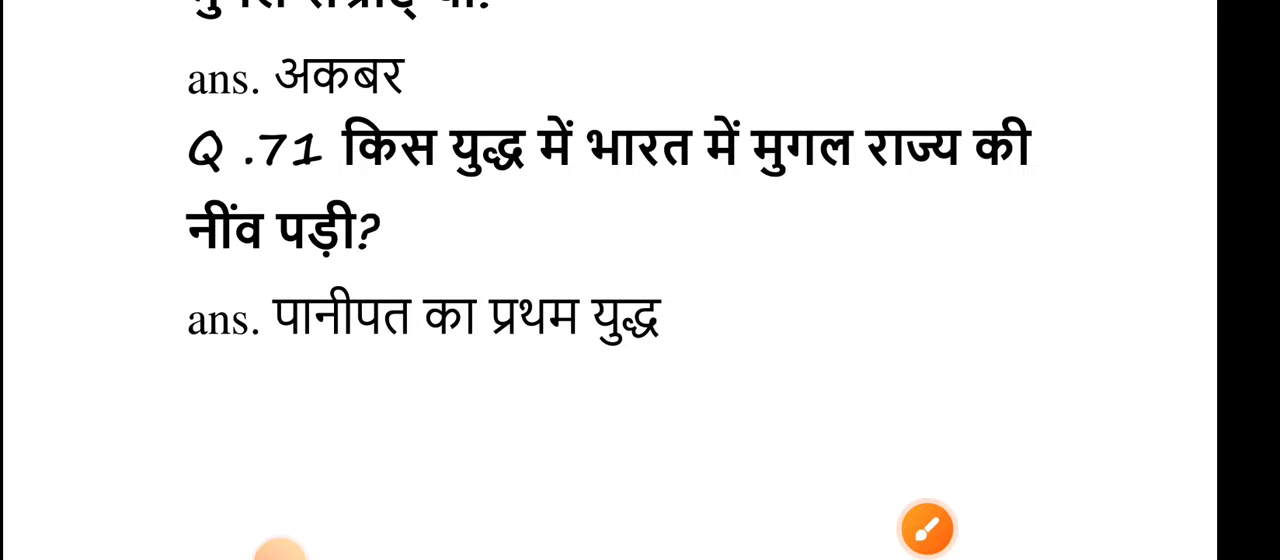 ans. अकबर
Q .71 किस युद्ध में भारत में मुगल राज्य की
नींव पड़ी?
ans. पानीपत का प्रथम युद्ध